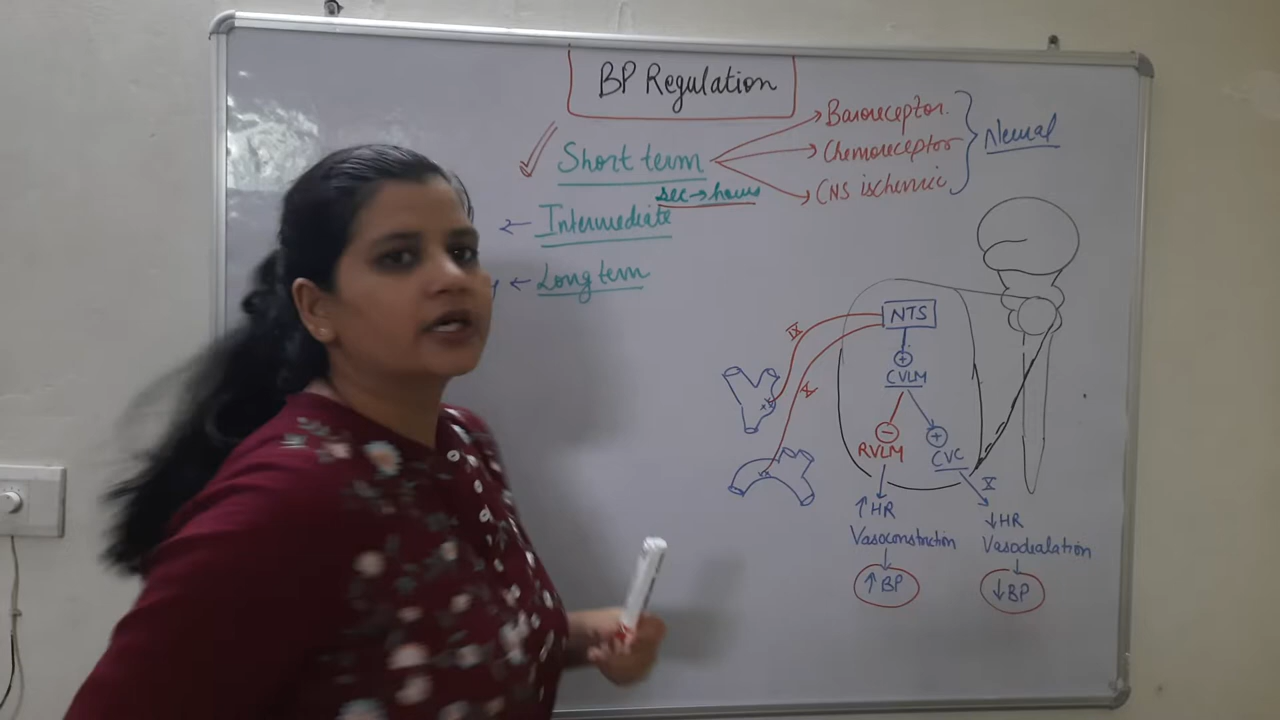 BP Regulation
Short term
sec → hours
Baroreceptor.
Chemoreceptor
CNS ischemic
Neural
← Intermediate
← Long term
NTS
IX
X
+
CVLM
−
+
RVLM
CVC
X
↑HR
Vasoconstriction
↑BP
↓HR
Vasodialation
↓BP